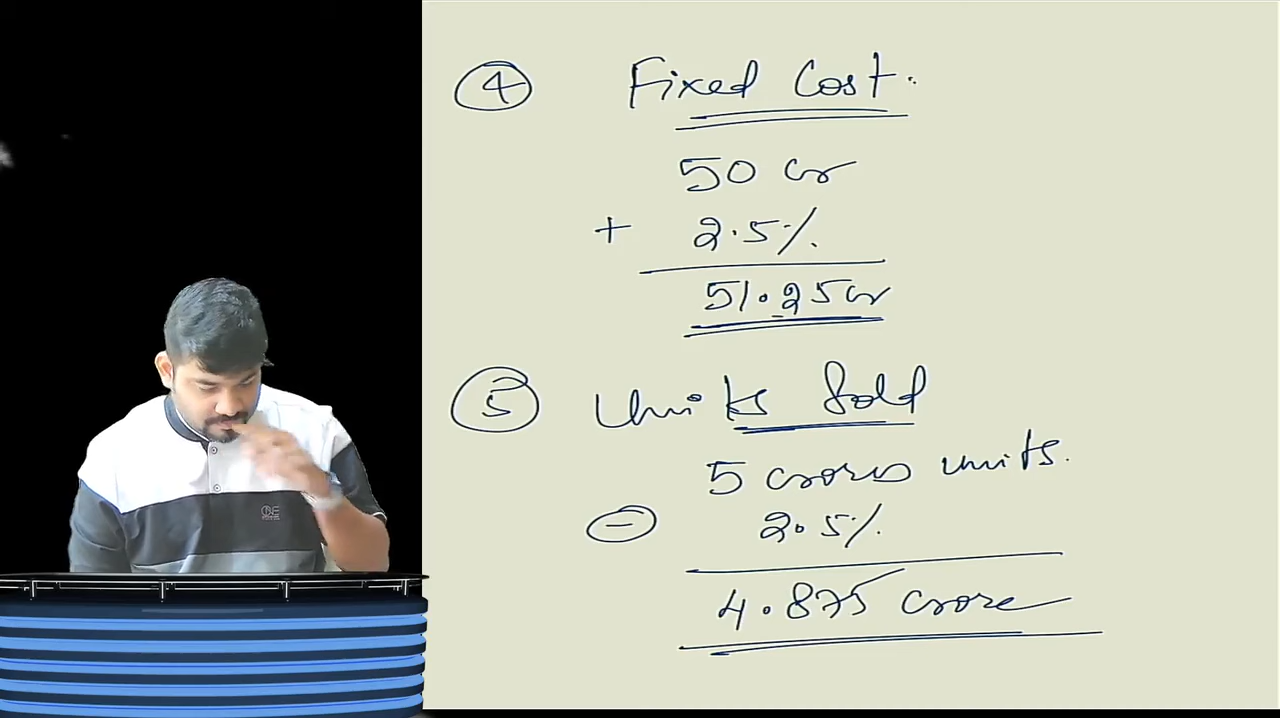 4 Fixed Cost.
50 Cr
+ 2.5%
51.25 Cr
5 Units Sold
5 crores units.
- 2.5%
4.875 crore